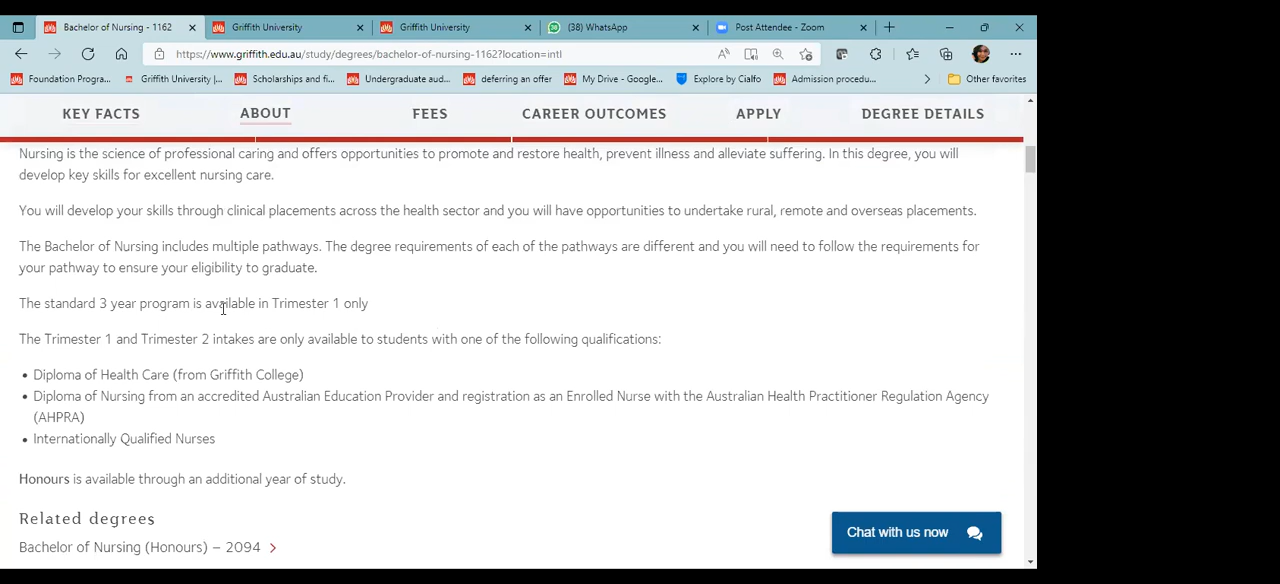 Bachelor of Nursing - 1162
Griffith University
Griffith University
(38) WhatsApp
Post Attendee - Zoom
https://www.griffith.edu.au/study/degrees/bachelor-of-nursing-1162?location=intl
Foundation Progra...
Griffith University |...
Scholarships and fi...
Undergraduate aud...
deferring an offer
My Drive - Google...
Explore by Cialfo
Admission procedu...
Other favorites
KEY FACTS
ABOUT
FEES
CAREER OUTCOMES
APPLY
DEGREE DETAILS
Nursing is the science of professional caring and offers opportunities to promote and restore health, prevent illness and alleviate suffering. In this degree, you will
develop key skills for excellent nursing care.
You will develop your skills through clinical placements across the health sector and you will have opportunities to undertake rural, remote and overseas placements.
The Bachelor of Nursing includes multiple pathways. The degree requirements of each of the pathways are different and you will need to follow the requirements for
your pathway to ensure your eligibility to graduate.
The standard 3 year program is available in Trimester 1 only
The Trimester 1 and Trimester 2 intakes are only available to students with one of the following qualifications:
• Diploma of Health Care (from Griffith College)
• Diploma of Nursing from an accredited Australian Education Provider and registration as an Enrolled Nurse with the Australian Health Practitioner Regulation Agency
(AHPRA)
• Internationally Qualified Nurses
Honours is available through an additional year of study.
Related degrees
Bachelor of Nursing (Honours) – 2094
Chat with us now